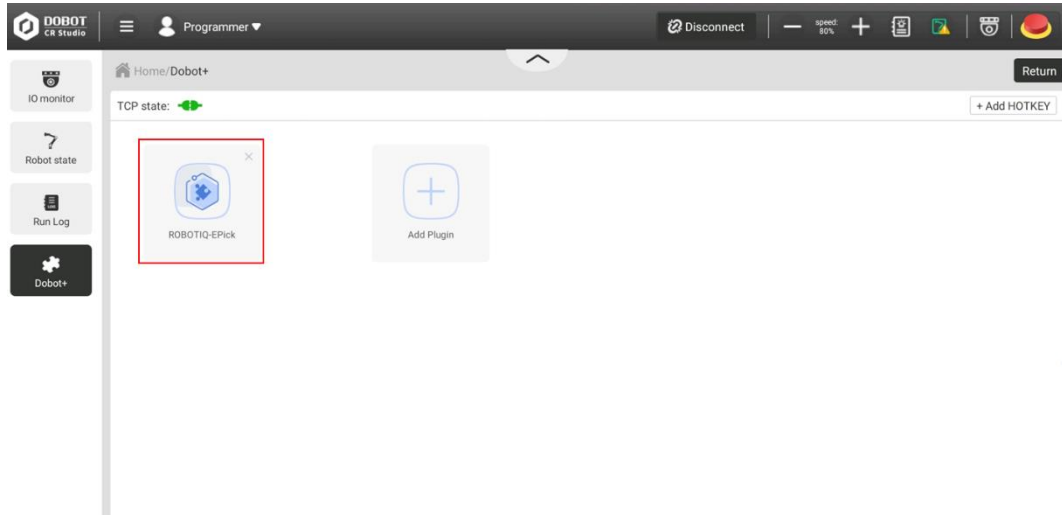 DOBOT
CR Studio
Programmer
Disconnect
speed:
80%
Home/Dobot+
Return
IO monitor
TCP state:
+ Add HOTKEY
Robot state
Run Log
Dobot+
ROBOTIQ-EPick
Add Plugin